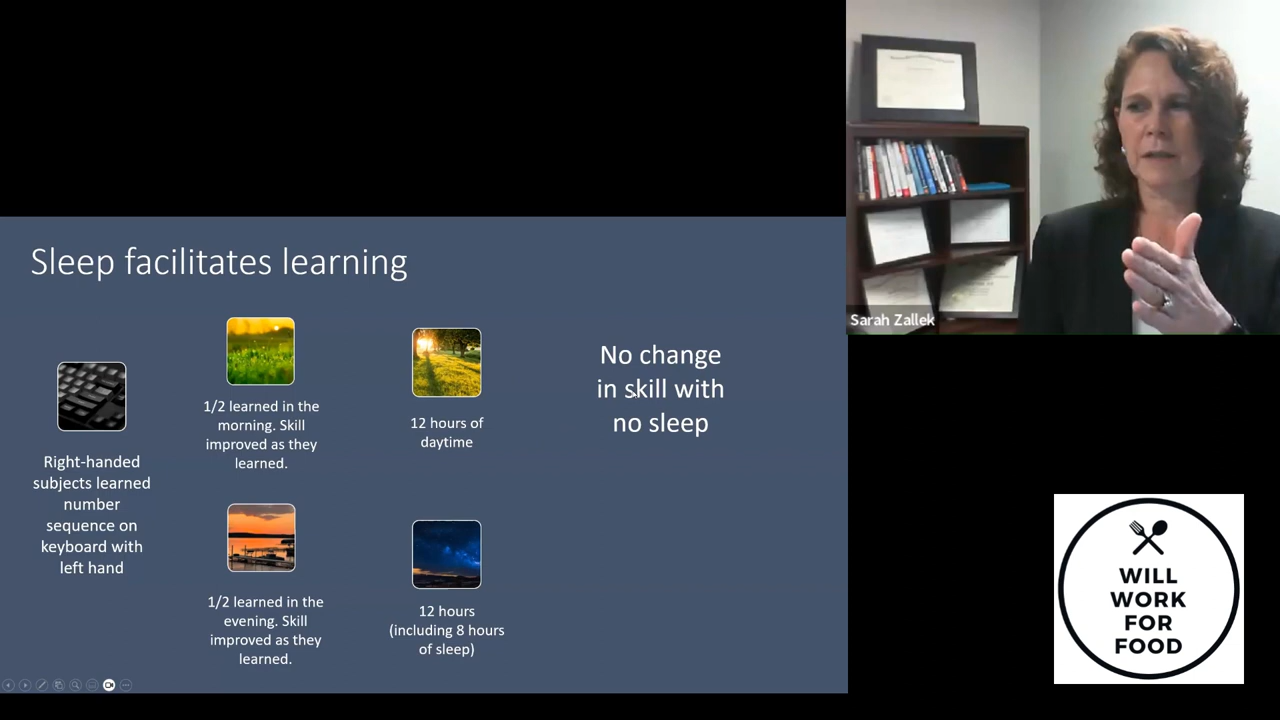 Sleep facilitates learning
Right-handed
subjects learned
number
sequence on
keyboard with
left hand
1/2 learned in the
morning. Skill
improved as they
learned.
12 hours of
daytime
No change
in skill with
no sleep
1/2 learned in the
evening. Skill
improved as they
learned.
12 hours
(including 8 hours
of sleep)
Sarah Zallek
WILL
WORK
FOR
FOOD